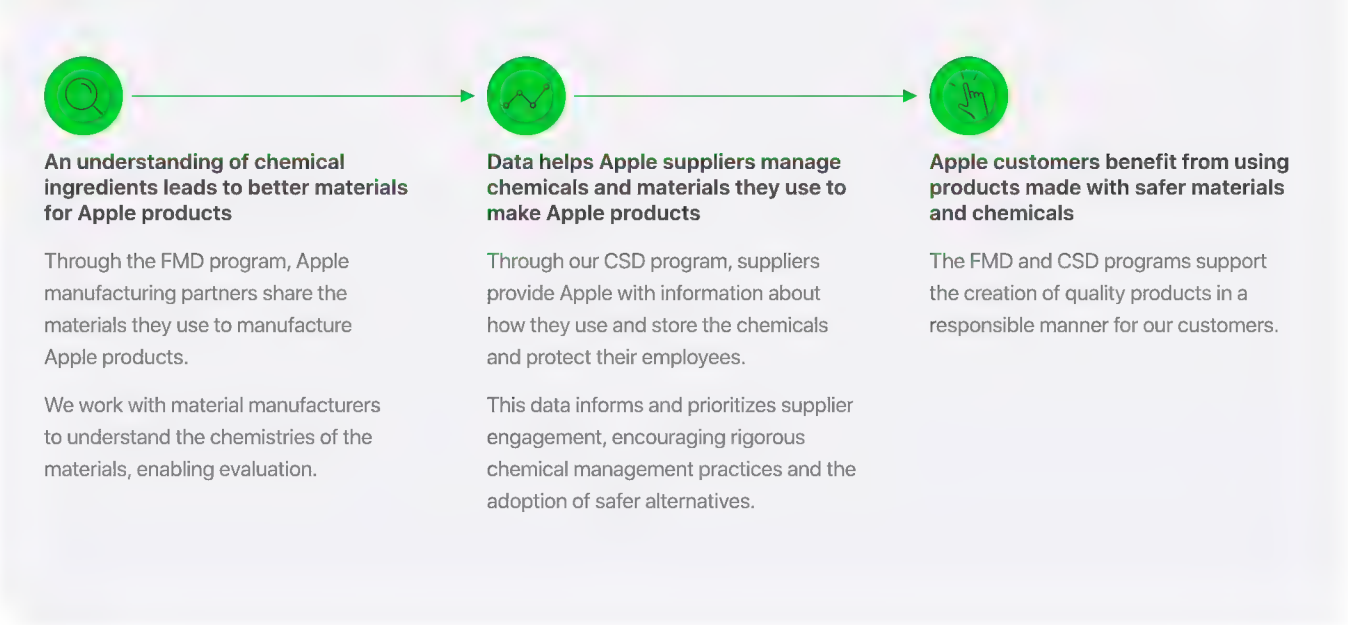 An understanding of chemical
ingredients leads to better materials
for Apple products
Through the FMD program, Apple
manufacturing partners share the
materials they use to manufacture
Apple products.
We work with material manufacturers
to understand the chemistries of the
materials, enabling evaluation.
Data helps Apple suppliers manage
chemicals and materials they use to
make Apple products
Through our CSD program, suppliers
provide Apple with information about
how they use and store the chemicals
and protect their employees.
This data informs and prioritizes supplier
engagement, encouraging rigorous
chemical management practices and the
adoption of safer alternatives.
Apple customers benefit from using
products made with safer materials
and chemicals
The FMD and CSD programs support
the creation of quality products in a
responsible manner for our customers.